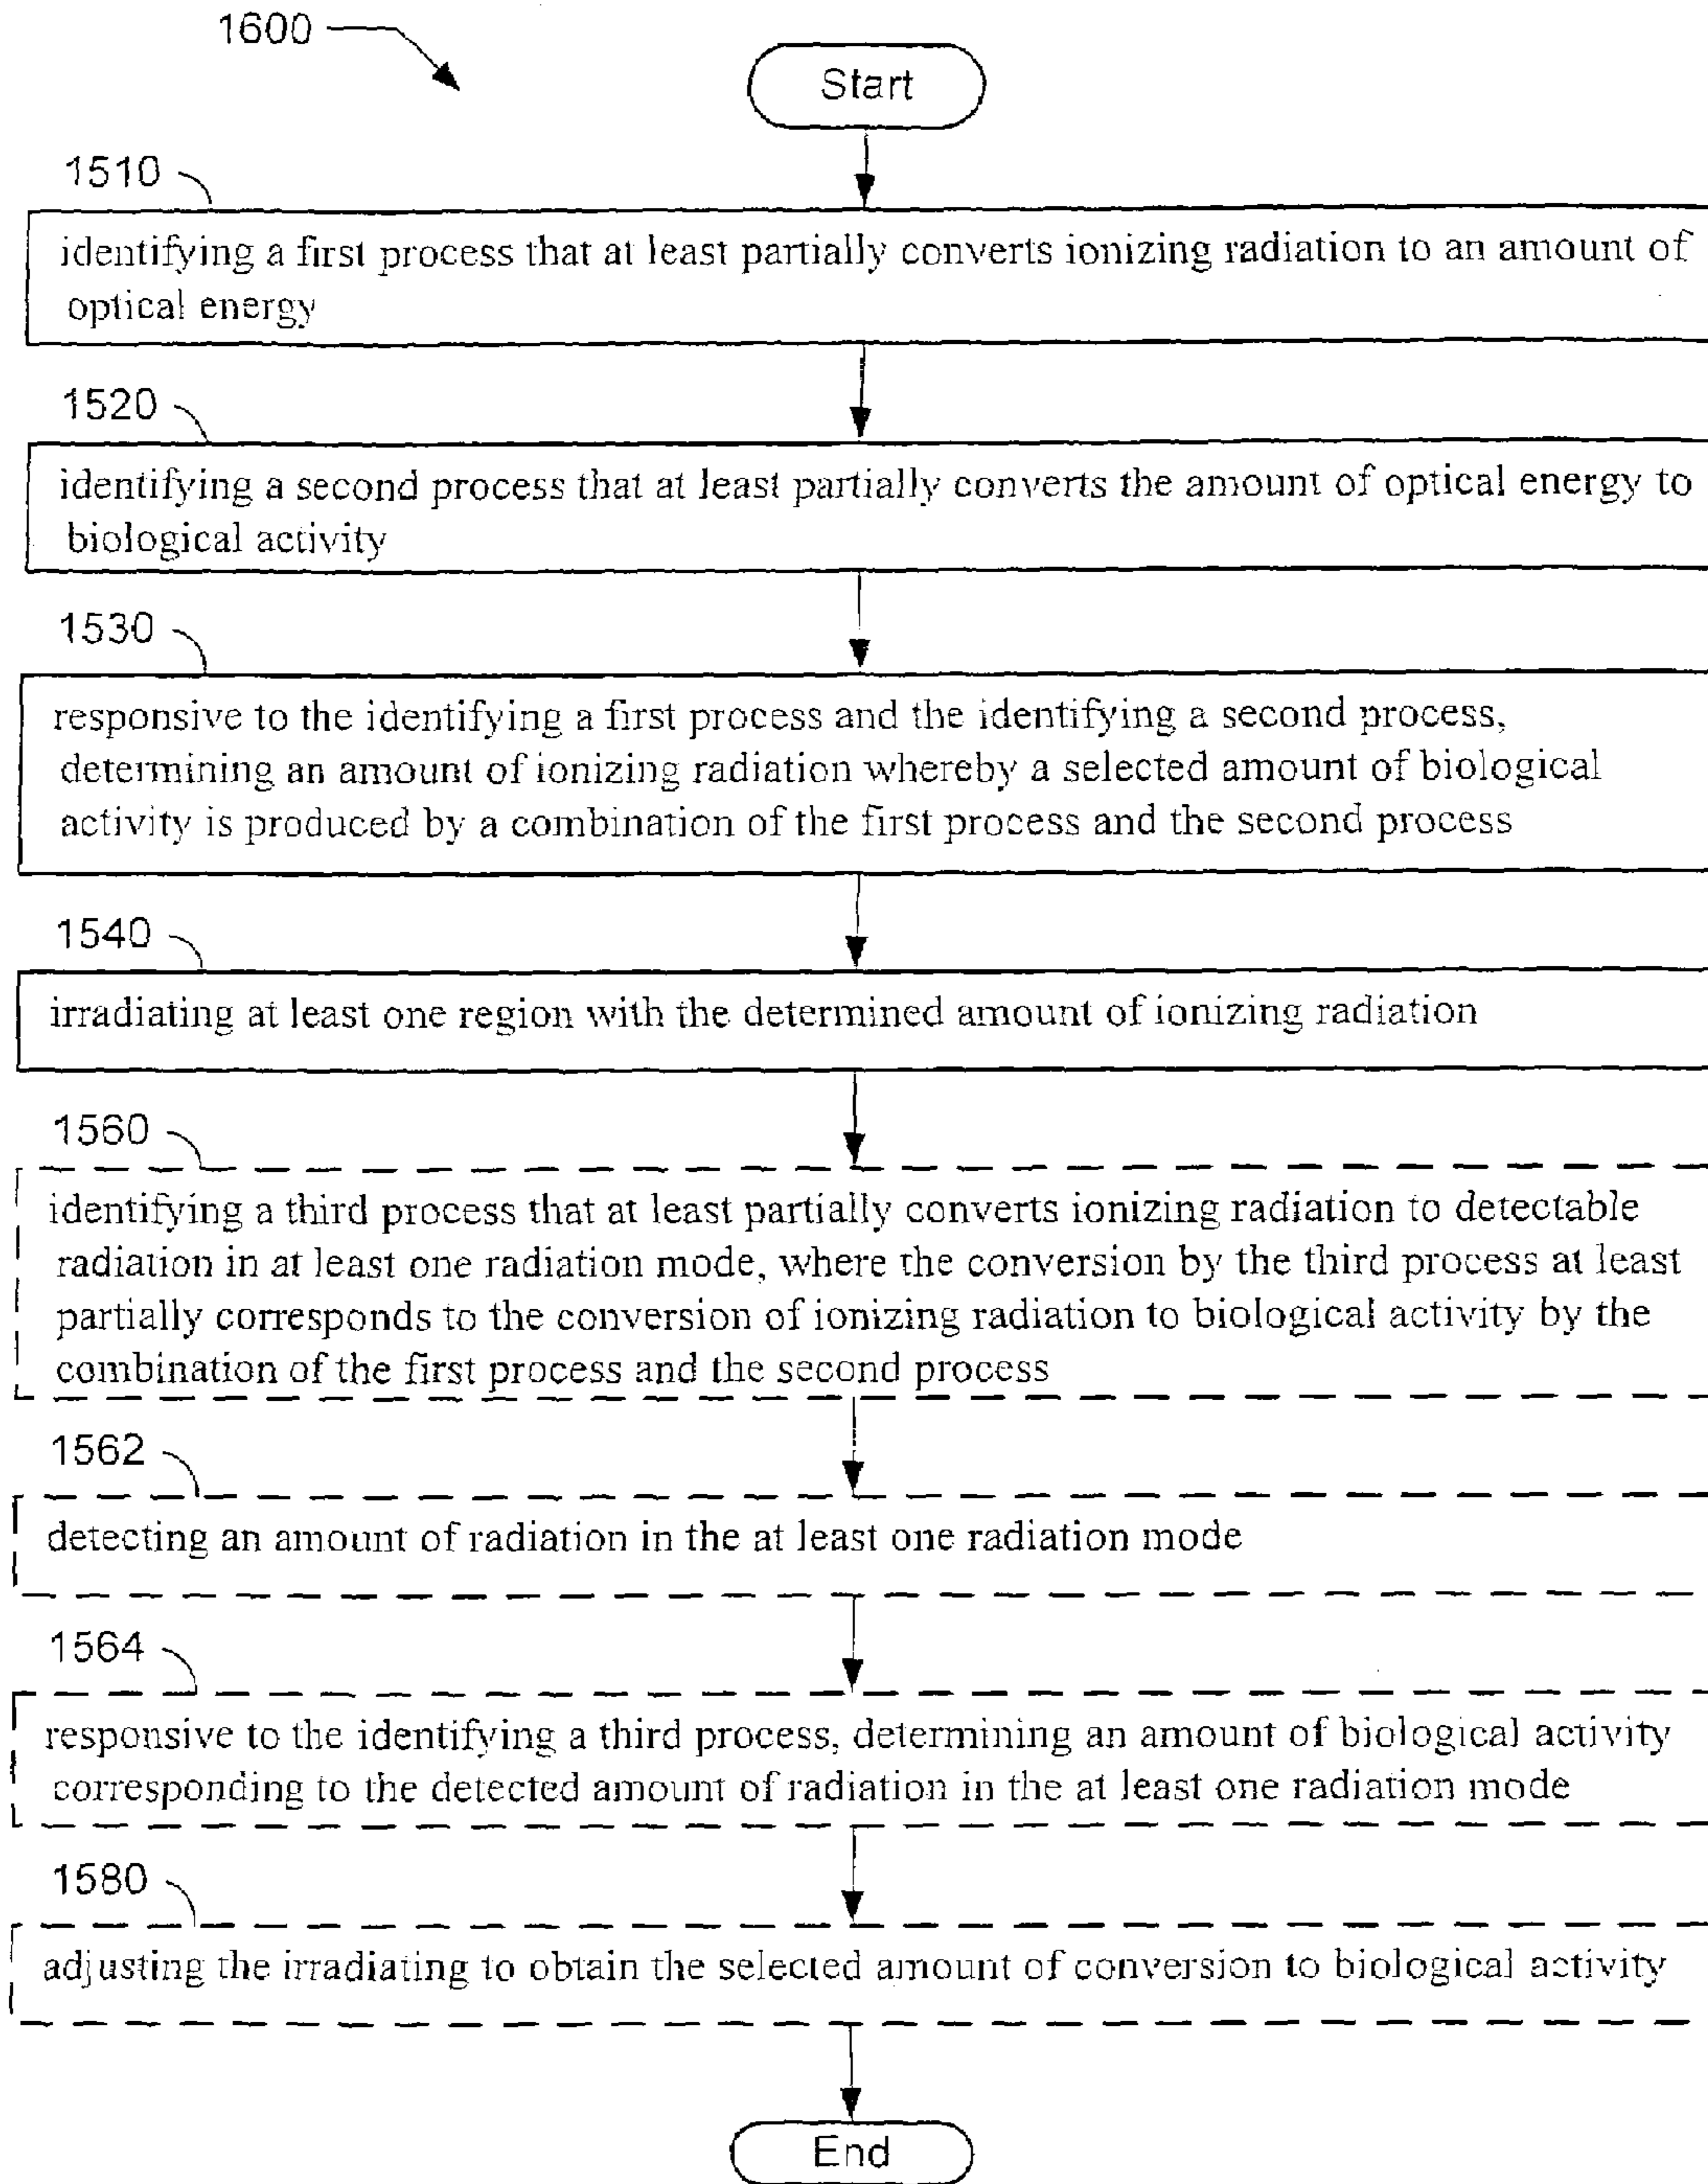 1600
Start
1510
identifying a first process that at least partially converts ionizing radiation to an amount of
optical energy
1520
identifying a second process that at least partially converts the amount of optical energy to
biological activity
1530
responsive to the identifying a first process and the identifying a second process,
determining an amount of ionizing radiation whereby a selected amount of biological
activity is produced by a combination of the first process and the second process
1540
irradiating at least one region with the determined amount of ionizing radiation
1560
identifying a third process that at least partially converts ionizing radiation to detectable
radiation in at least one radiation mode, where the conversion by the third process at least
partially corresponds to the conversion of ionizing radiation to biological activity by the
combination of the first process and the second process
1562
detecting an amount of radiation in the at least one radiation mode
1564
responsive to the identifying a third process, determining an amount of biological activity
corresponding to the detected amount of radiation in the at least one radiation mode
1580
adjusting the irradiating to obtain the selected amount of conversion to biological activity
End